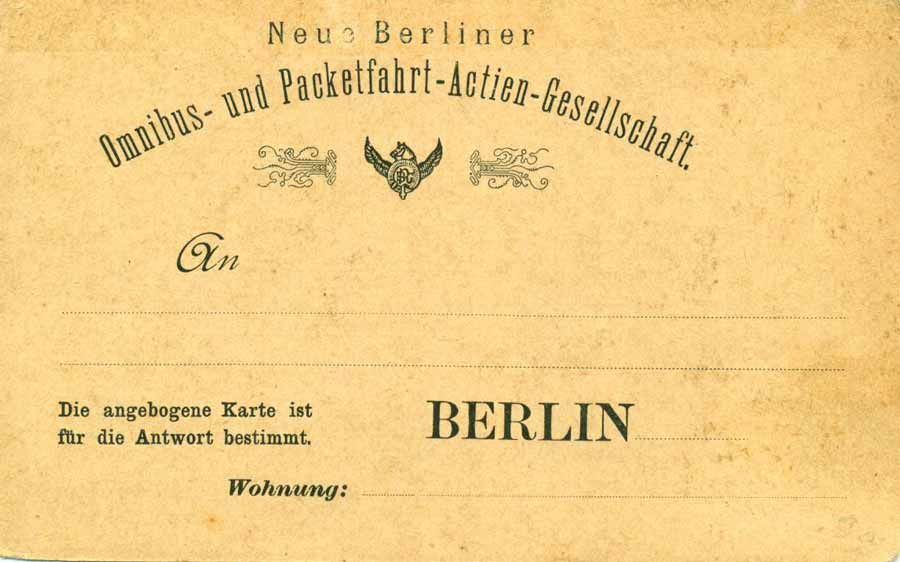 Neue Berliner
Omnibus- und Packetfahrt-Actien-Gesellschaft.
An
Die angebogene Karte ist
für die Antwort bestimmt.
BERLIN
Wohnung: